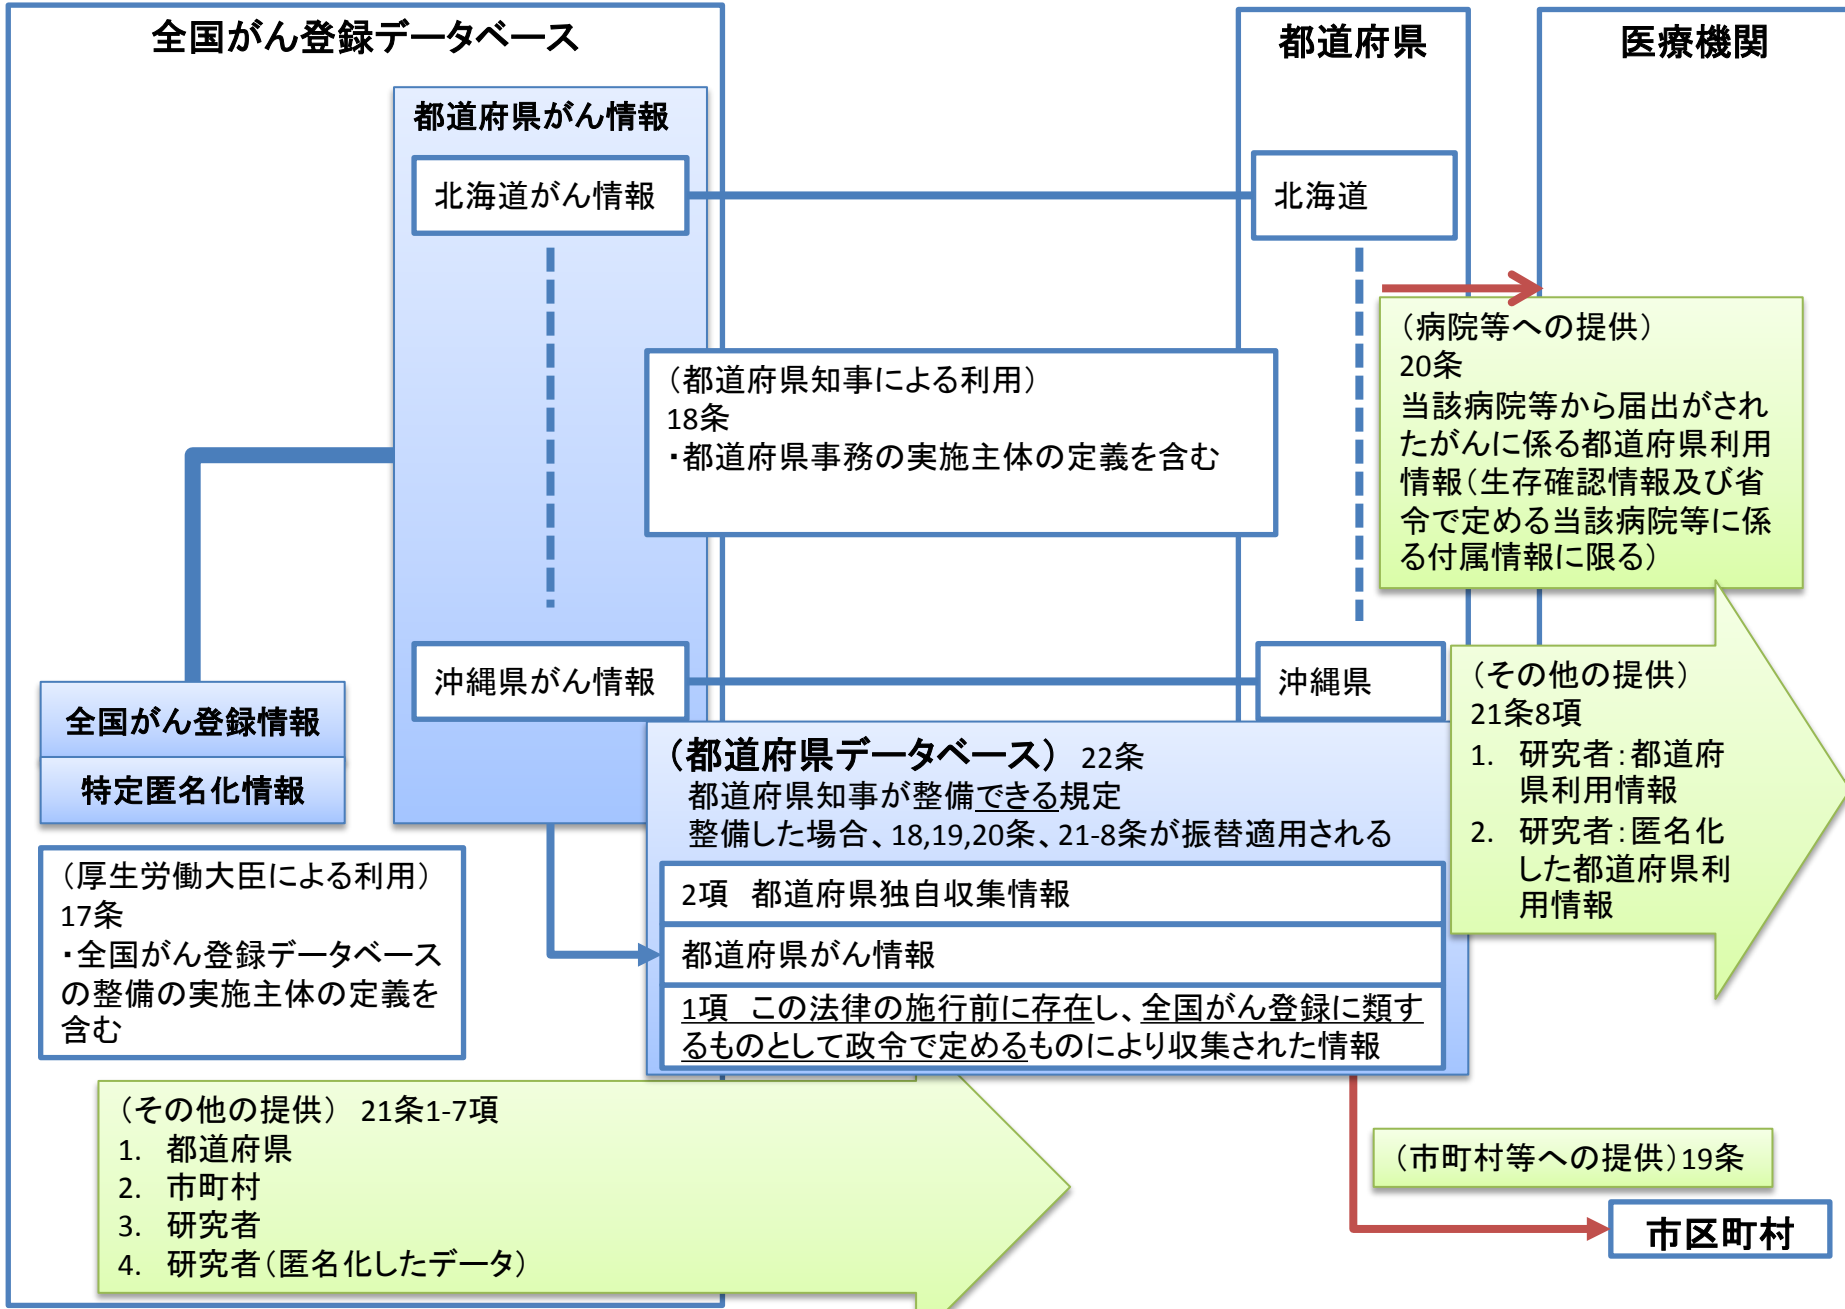 全国がん登録データベース
都道府県
医療機関
都道府県がん情報
北海道がん情報
北海道
（病院等への提供）
20条
当該病院等から届出がされ
たがんに係る都道府県利用
情報（生存確認情報及び省
令で定める当該病院等に係
る付属情報に限る）
（都道府県知事による利用）
18条
・都道府県事務の実施主体の定義を含む
沖縄県がん情報
沖縄県
（その他の提供）
21条8項
1. 研究者：都道府
県利用情報
2. 研究者：匿名化
した都道府県利
用情報
全国がん登録情報
特定匿名化情報
（都道府県データベース） 22条
都道府県知事が整備できる規定
整備した場合、18,19,20条、21-8条が振替適用される
2項 都道府県独自収集情報
都道府県がん情報
1項 この法律の施行前に存在し、全国がん登録に類す
るものとして政令で定めるものにより収集された情報
（厚生労働大臣による利用）
17条
・全国がん登録データベース
の整備の実施主体の定義を
含む
（その他の提供） 21条1-7項
1. 都道府県
2. 市町村
3. 研究者
4. 研究者（匿名化したデータ）
（市町村等への提供）19条
市区町村